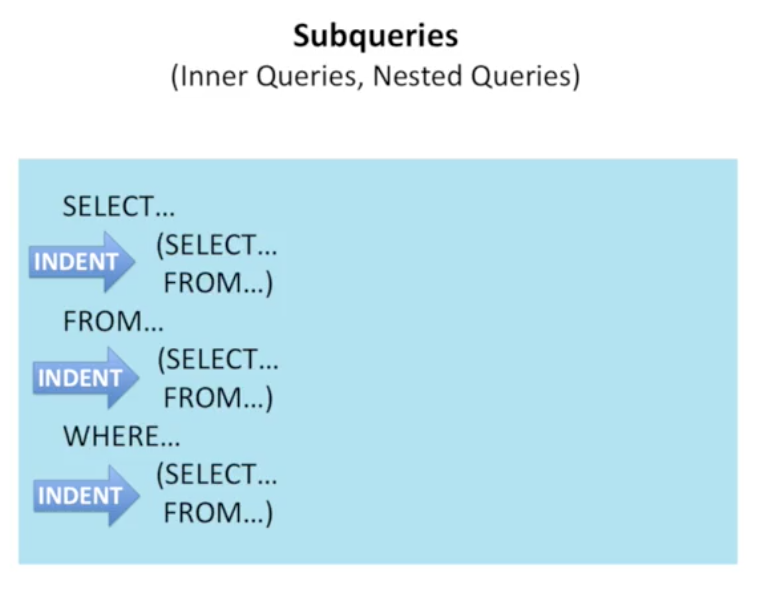 Subqueries
(Inner Queries, Nested Queries)
SELECT...
INDENT
(SELECT...
FROM...)
FROM...
INDENT
(SELECT...
FROM...)
WHERE...
INDENT
(SELECT...
FROM...)